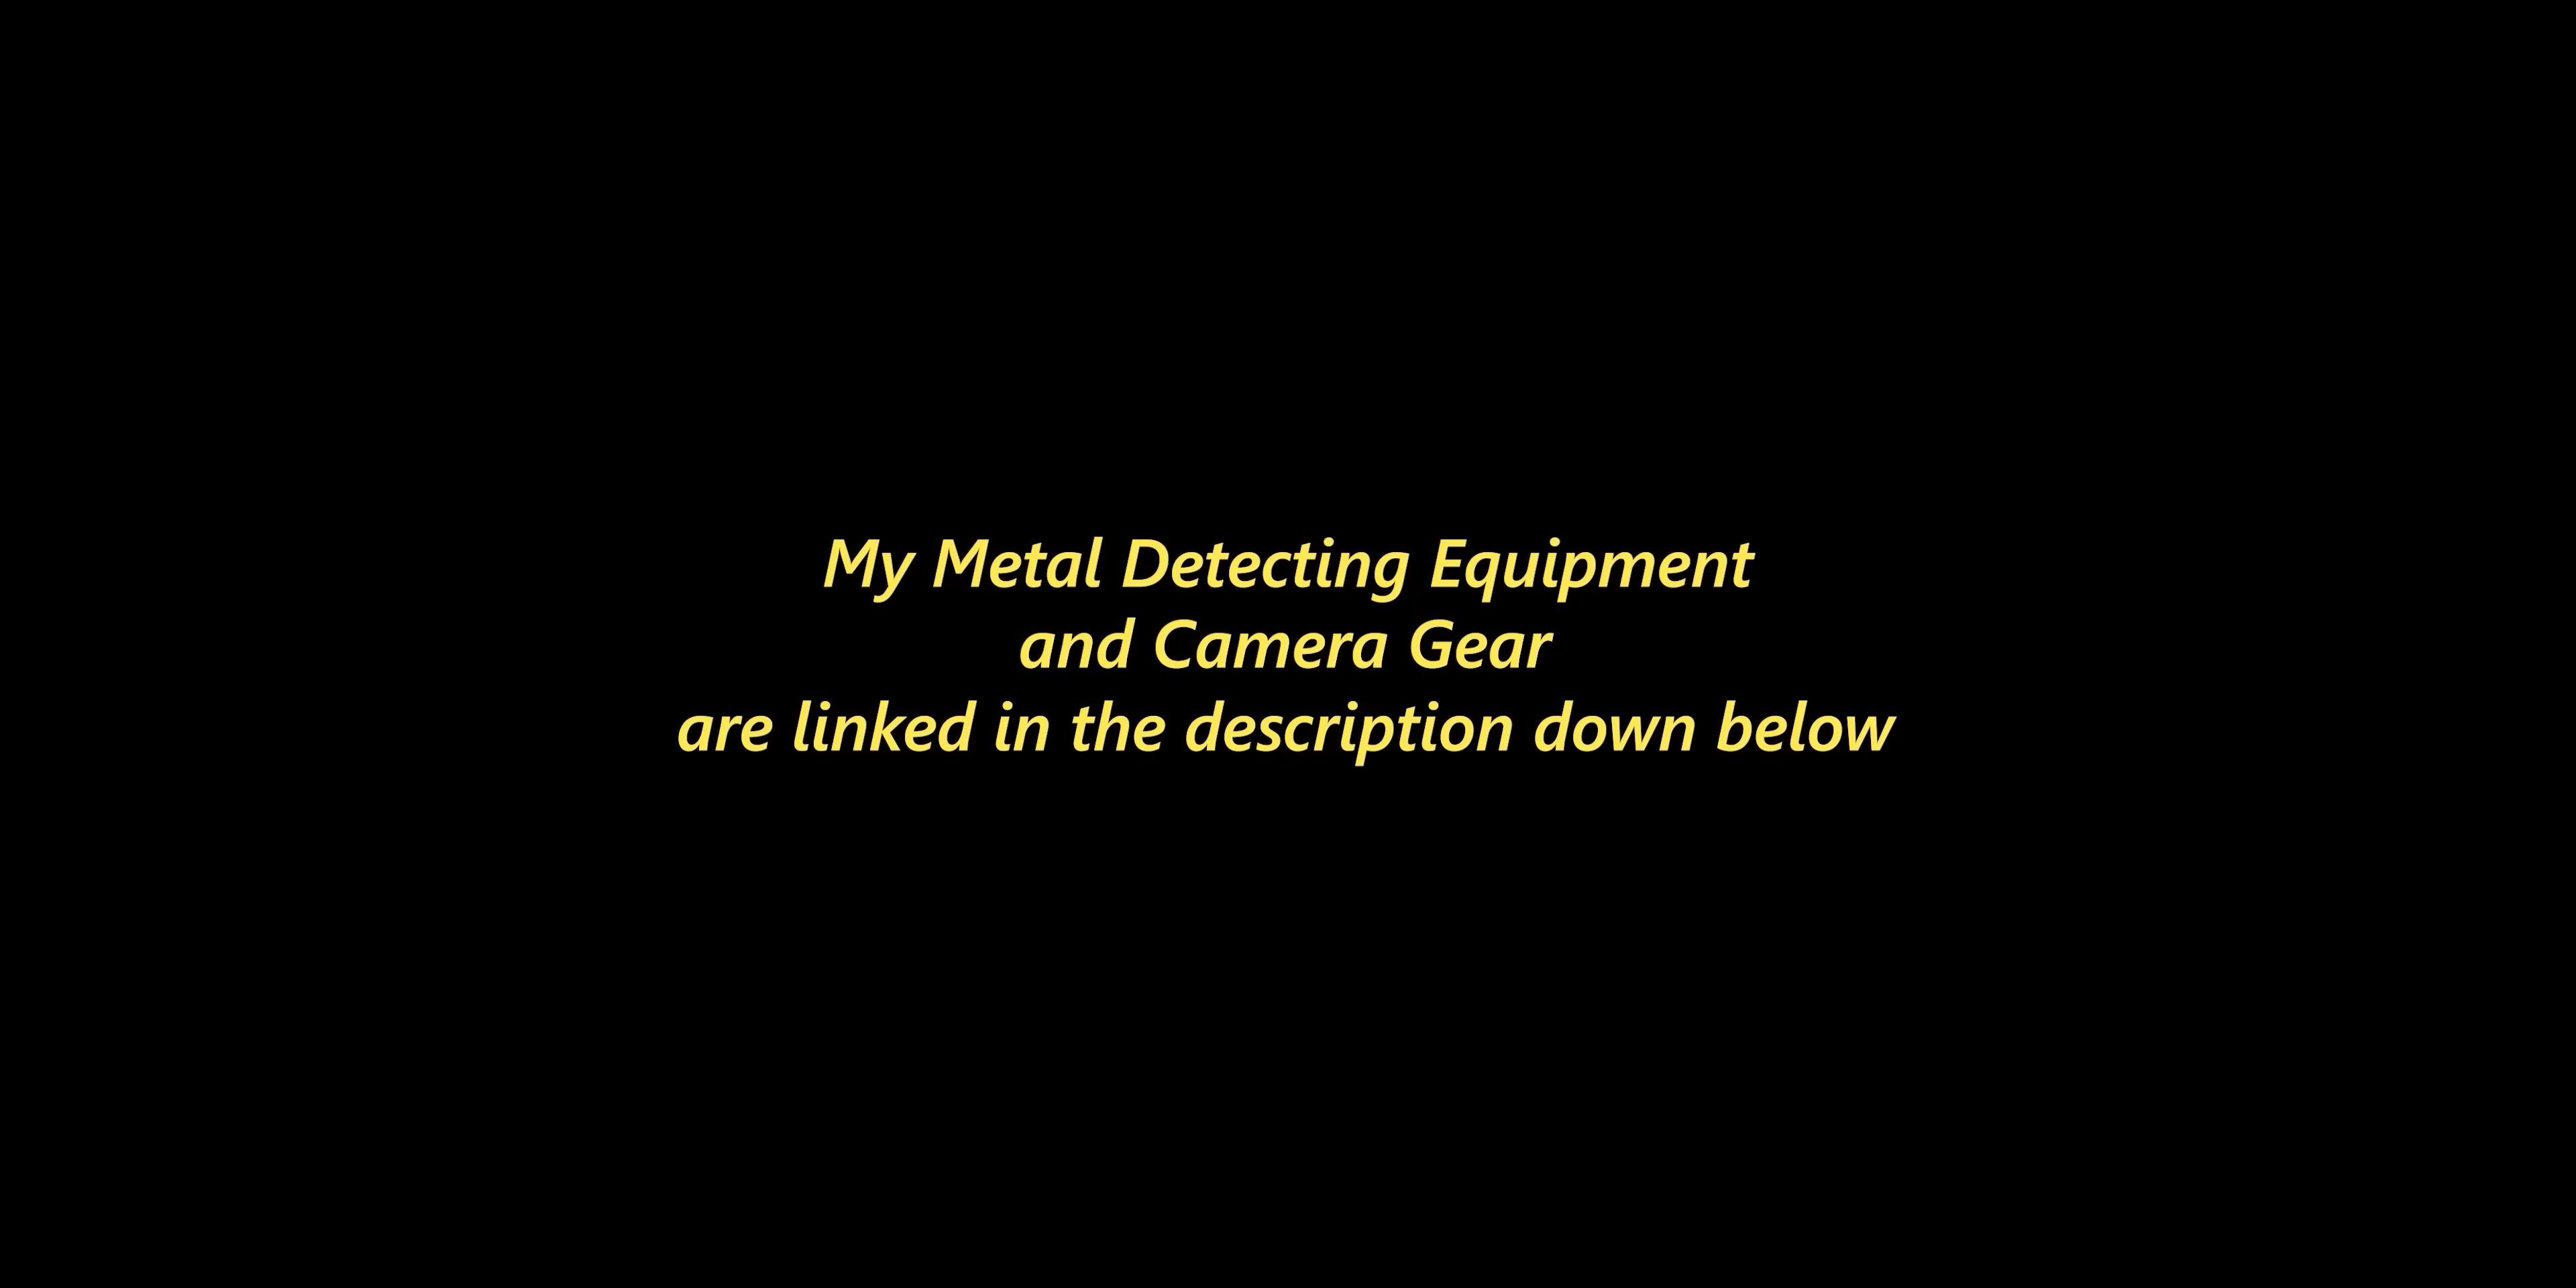 My Metal Detecting Equipment
and Camera Gear
are linked in the description down below